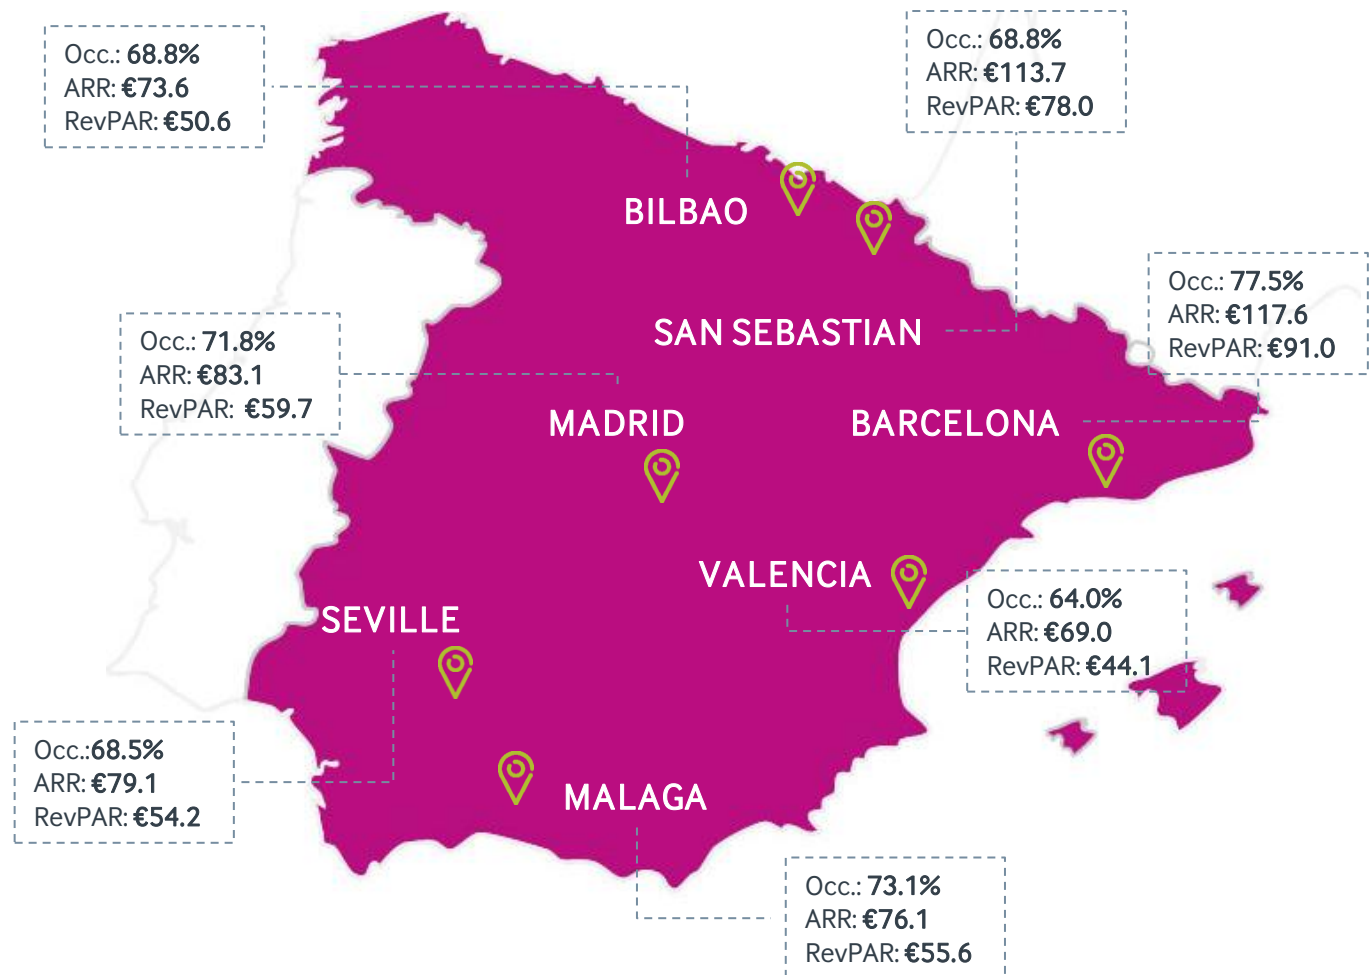 Occ.: 68.8%
ARR: €73.6
RevPAR: €50.6
Occ.: 68.8%
ARR: €113.7
RevPAR: €78.0
BILBAO
SAN SEBASTIAN
Occ.: 77.5%
ARR: €117.6
RevPAR: €91.0
Occ.: 71.8%
ARR: €83.1
RevPAR: €59.7
MADRID
BARCELONA
VALENCIA
Occ.: 64.0%
ARR: €69.0
RevPAR: €44.1
SEVILLE
Occ.:68.5%
ARR: €79.1
RevPAR: €54.2
MALAGA
Occ.: 73.1%
ARR: €76.1
RevPAR: €55.6